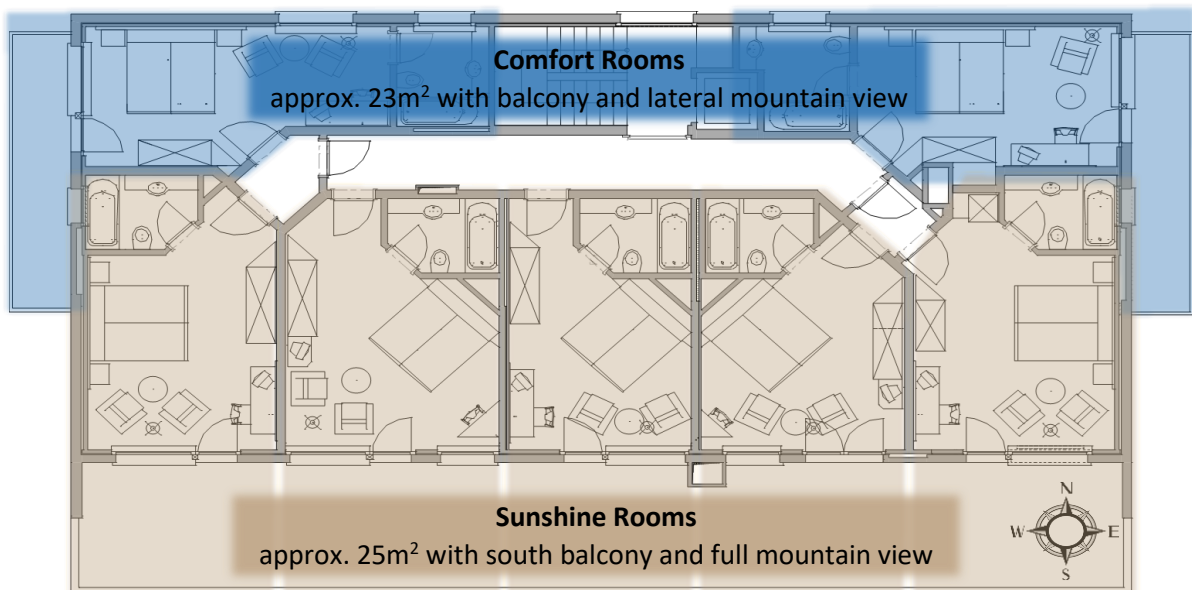 Comfort Rooms
approx. 23m² with balcony and lateral mountain view
Sunshine Rooms
approx. 25m² with south balcony and full mountain view
N
W E
S